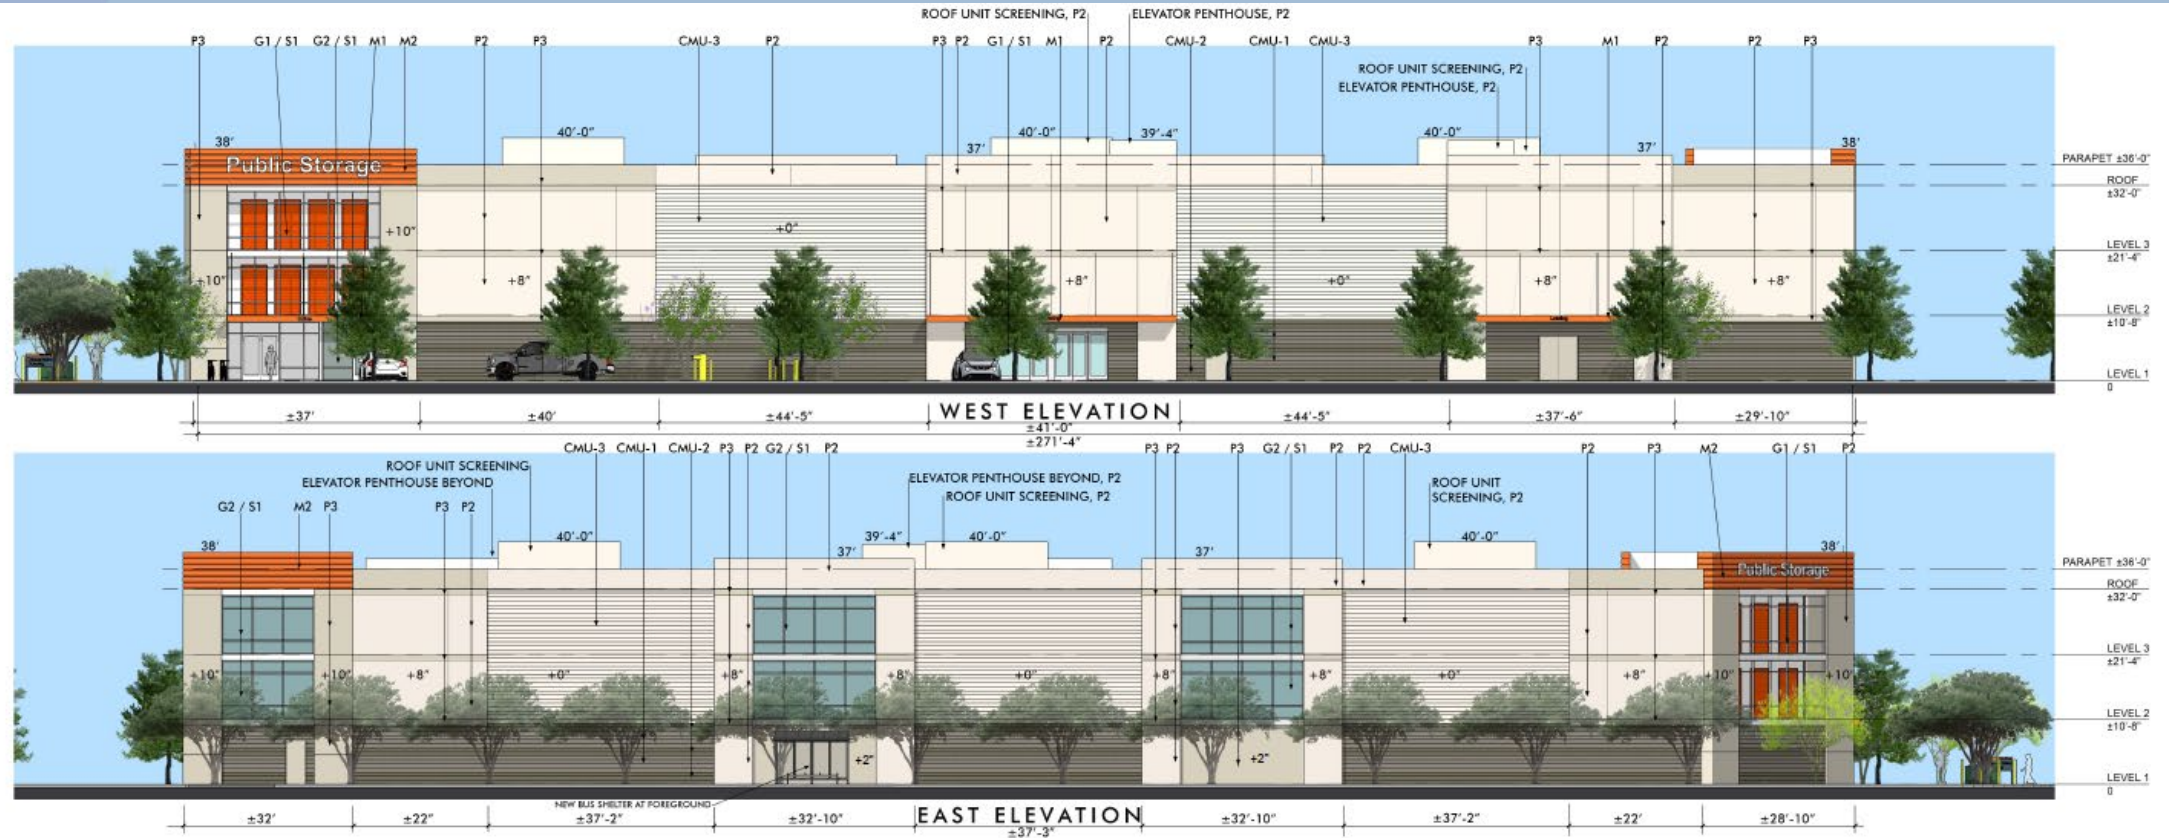 ROOF UNIT SCREENING, P2 ELEVATOR PENTHOUSE, P2
P3 G1 / S1 G2 / S1 M1 M2 P2 P3 CMU-3 P2 P3 P2 G1 / S1 M1 P2 CMU-2 CMU-1 CMU-3 P3 M1 P2 P2 P3
ROOF UNIT SCREENING, P2
ELEVATOR PENTHOUSE, P2
40'-0" 40'-0" 39'-4" 40'-0"
38' 37' 37' 38'
Public Storage
PARAPET ±36'-0"
ROOF
±32'-0"
+10" +0"
LEVEL 3
±21'-4"
+10" +8" +8" +0" +8" +8"
LEVEL 2
±10'-8"
LEVEL 1
0
±37' ±40' ±44'-5" WEST ELEVATION ±44'-5" ±37'-6" ±29'-10"
±41'-0"
±271'-4"
CMU-3 CMU-1 CMU-2 P3 P2 G2 / S1 P2 P3 P2 P3 G2 / S1 P2 P2 CMU-3 P2 P3 M2 G1 / S1 P2
ROOF UNIT SCREENING
ELEVATOR PENTHOUSE BEYOND
ELEVATOR PENTHOUSE BEYOND, P2
ROOF UNIT SCREENING, P2
ROOF UNIT
SCREENING, P2
G2 / S1 M2 P3 P3 P2
40'-0" 39'-4" 40'-0" 40'-0"
38' 37' 37' 38'
Public Storage
PARAPET ±36'-0"
ROOF
±32'-0"
LEVEL 3
±21'-4"
+10" +10" +8" +0" +8" +8" +0" +8" +8" +0" +8" +10" +10"
LEVEL 2
±10'-8"
+2" +2"
LEVEL 1
0
NEW BUS SHELTER AT FOREGROUND
±32' ±22' ±37'-2" ±32'-10" EAST ELEVATION ±32'-10" ±37'-2" ±22' ±28'-10"
±37'-3"